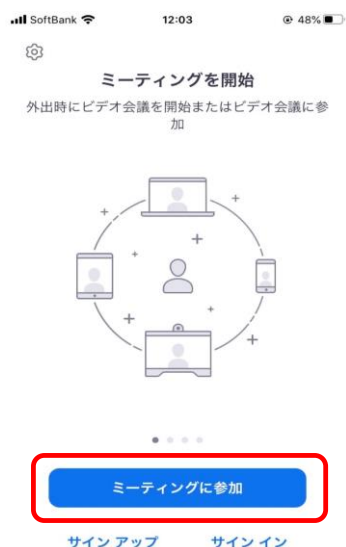 SoftBank 12:03 48%
ミーティングを開始
外出時にビデオ会議を開始またはビデオ会議に参
加
ミーティングに参加
サインアップ サインイン